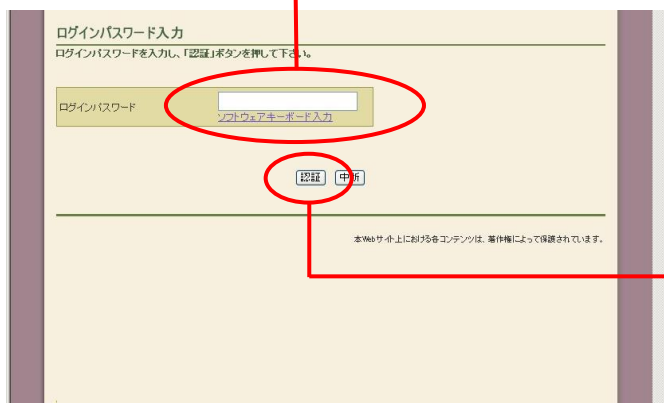 ログインパスワード入力
ログインパスワードを入力し、「認証」ボタンを押して下さい。
ログインパスワード
ソフトウェアキーボード入力
認証 中断
本Webサイト上における各コンテンツは、著作権によって保護されています。